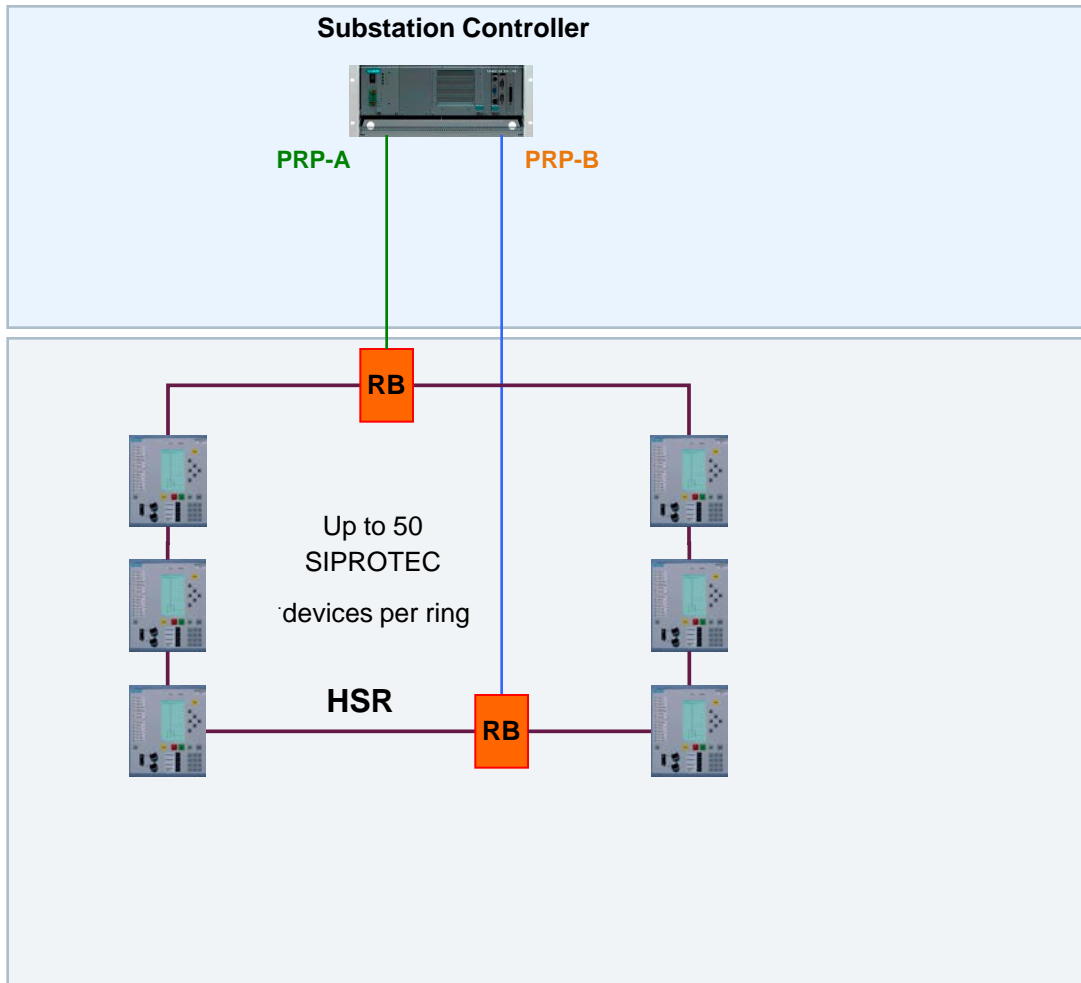 Substation Controller
PRP-A
PRP-B
RB
Up to 50
SIPROTEC
devices per ring
HSR
RB